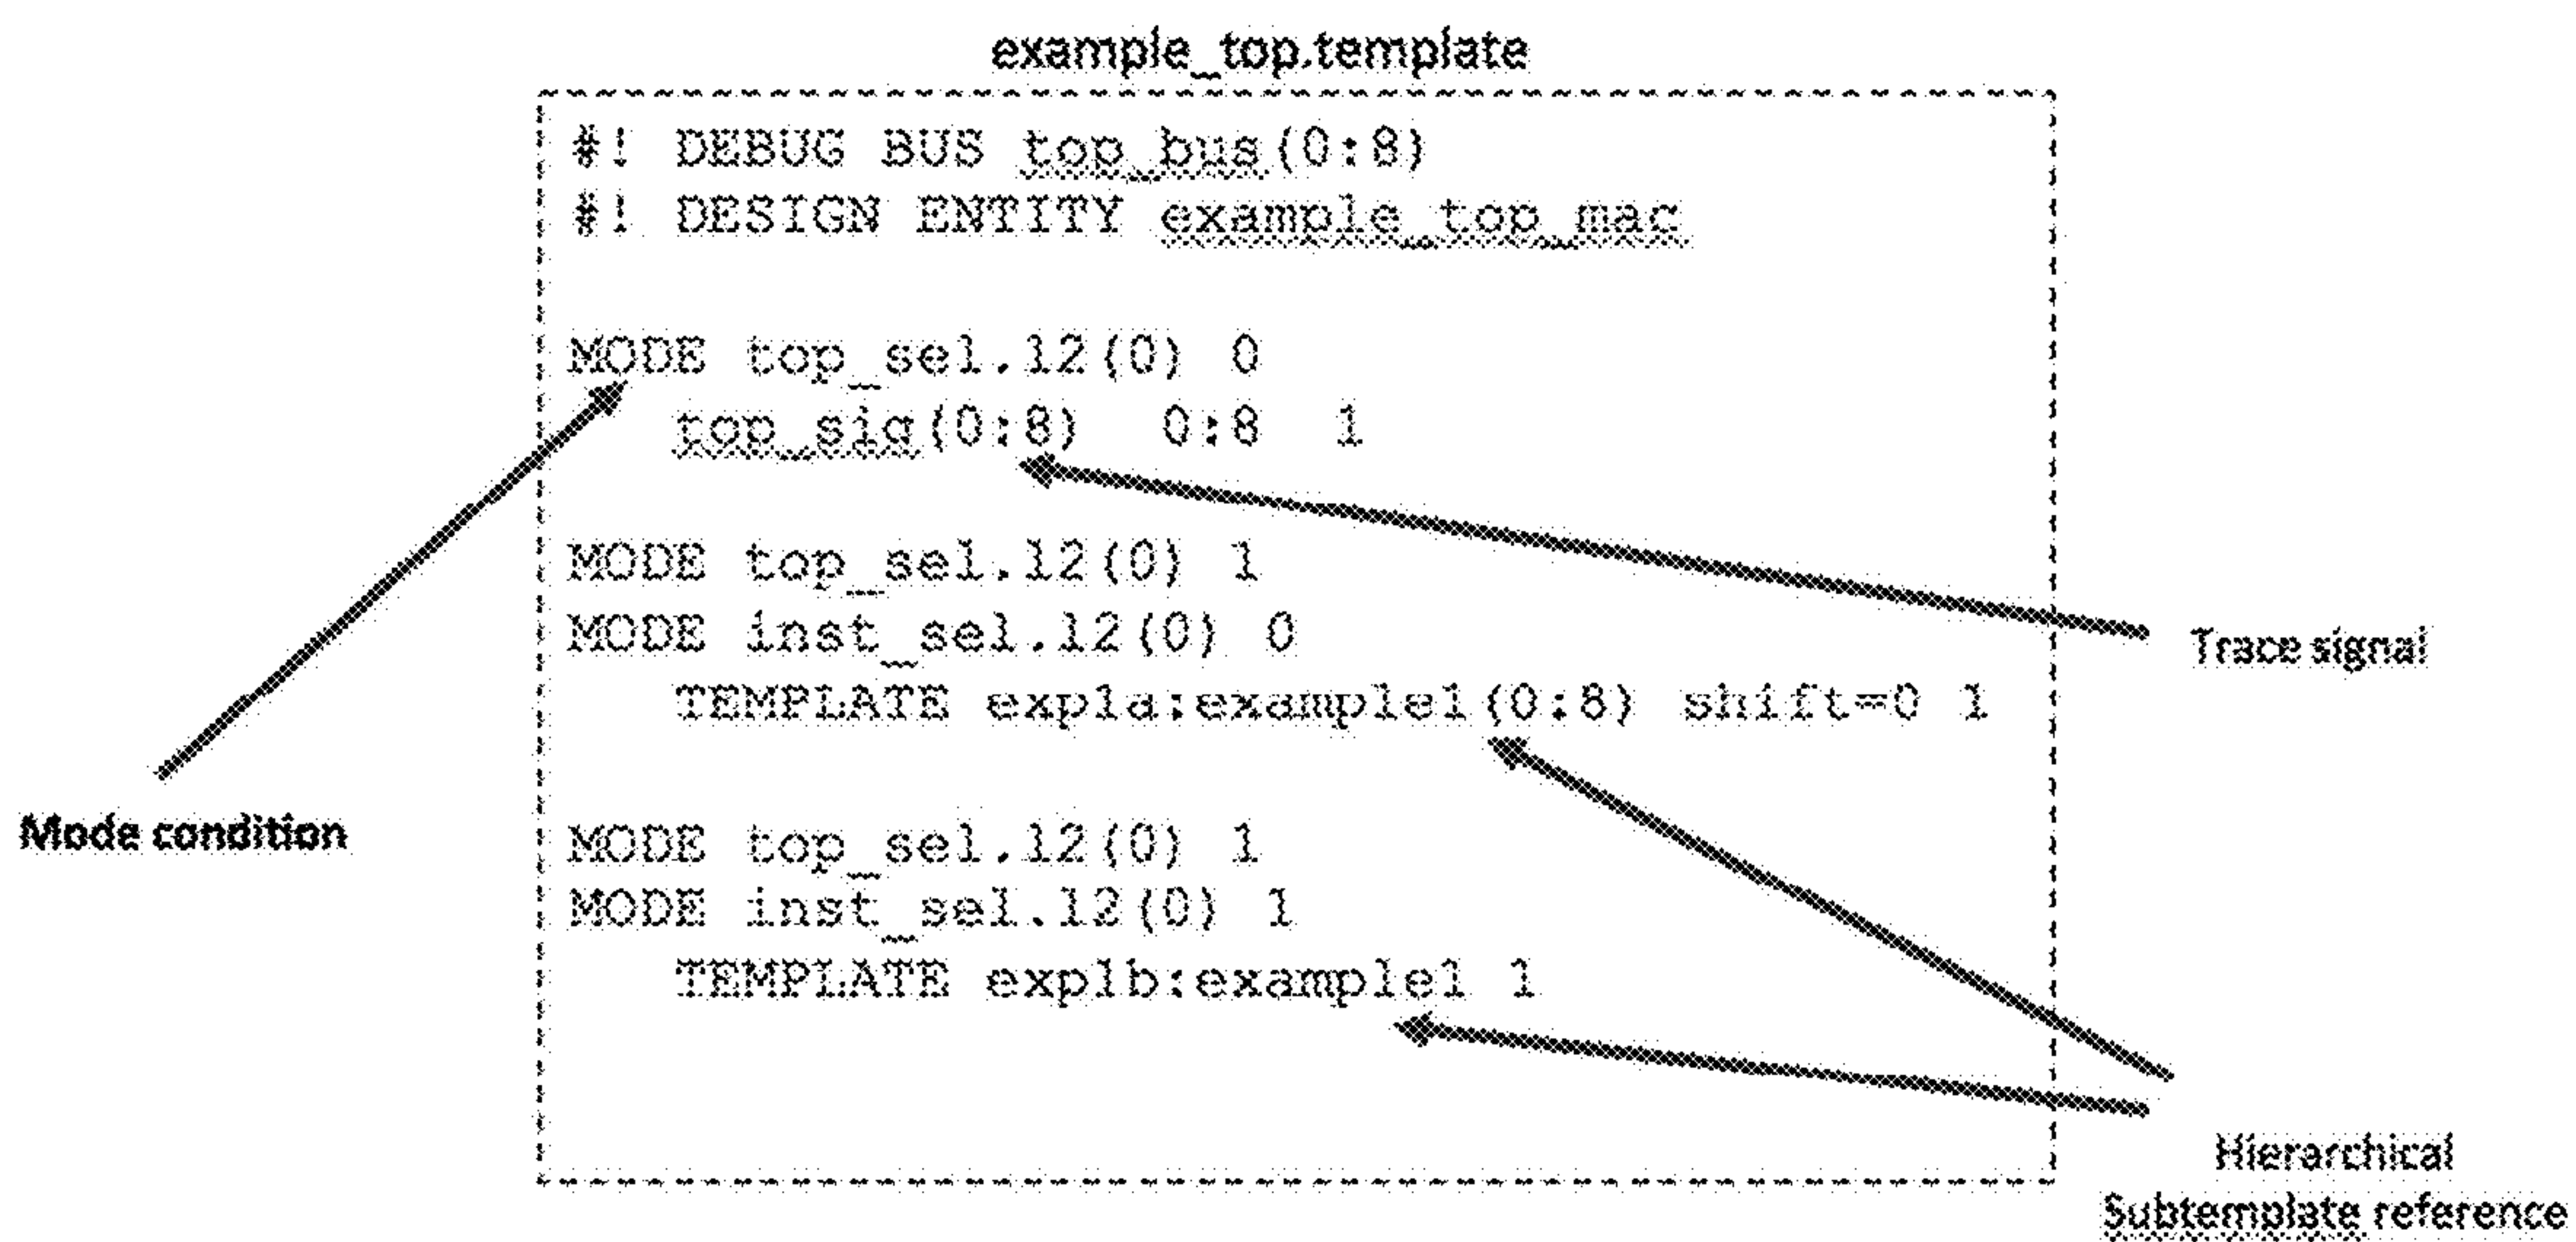 example_top.template
#! DEBUG BUS top_bus(0:8)
#! DESIGN ENTITY example_top_mac
MODE top_sel.l2(0) 0
top_sig(0:8) 0:8 1
MODE top_sel.l2(0) 1
MODE inst_sel.l2(0) 0
TEMPLATE exp1a:example1(0:8) shift=0 1
MODE top_sel.l2(0) 1
MODE inst_sel.l2(0) 1
TEMPLATE exp1b:example1 1
Mode condition
Trace signal
Hierarchical
Subtemplate reference